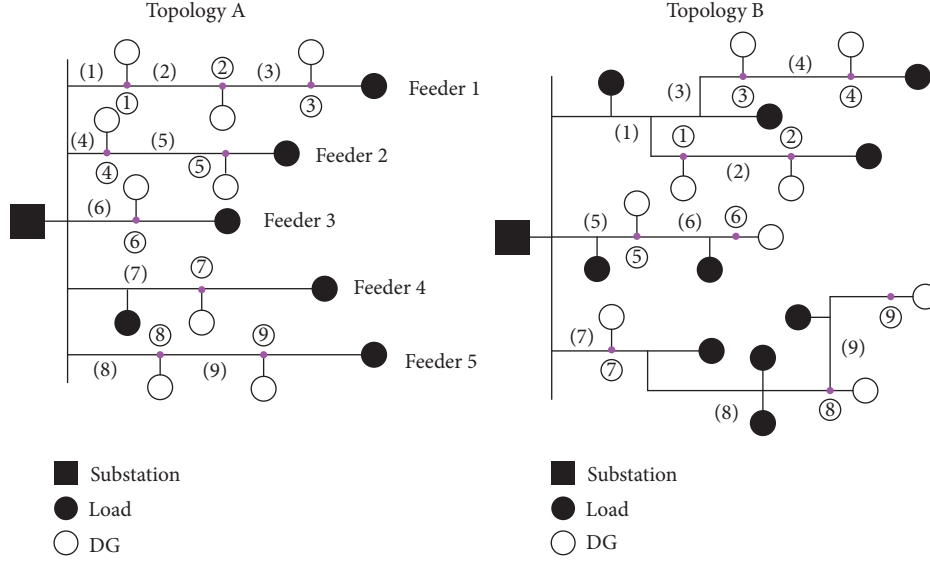 Topology A
(1)
(2)
②
(3)
Feeder 1
①
③
(4)
(5)
Feeder 2
④
⑤
(6)
Feeder 3
⑥
(7)
⑦
Feeder 4
⑧
⑨
(8)
(9)
Feeder 5
Substation
Load
DG
Topology B
(4)
(3)
③
④
(1)
①
②
(2)
(5)
(6)
⑥
⑤
⑨
(7)
(9)
⑦
(8)
⑧
Substation
Load
DG